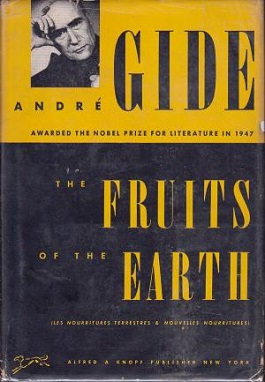 ANDRÉ GIDE
AWARDED THE NOBEL PRIZE FOR LITERATURE IN 1947
THE FRUITS
OF THE EARTH
(LES NOURRITURES TERRESTRES & NOUVELLES NOURRITURES)
ALFRED A KNOPF PUBLISHER NEW YORK